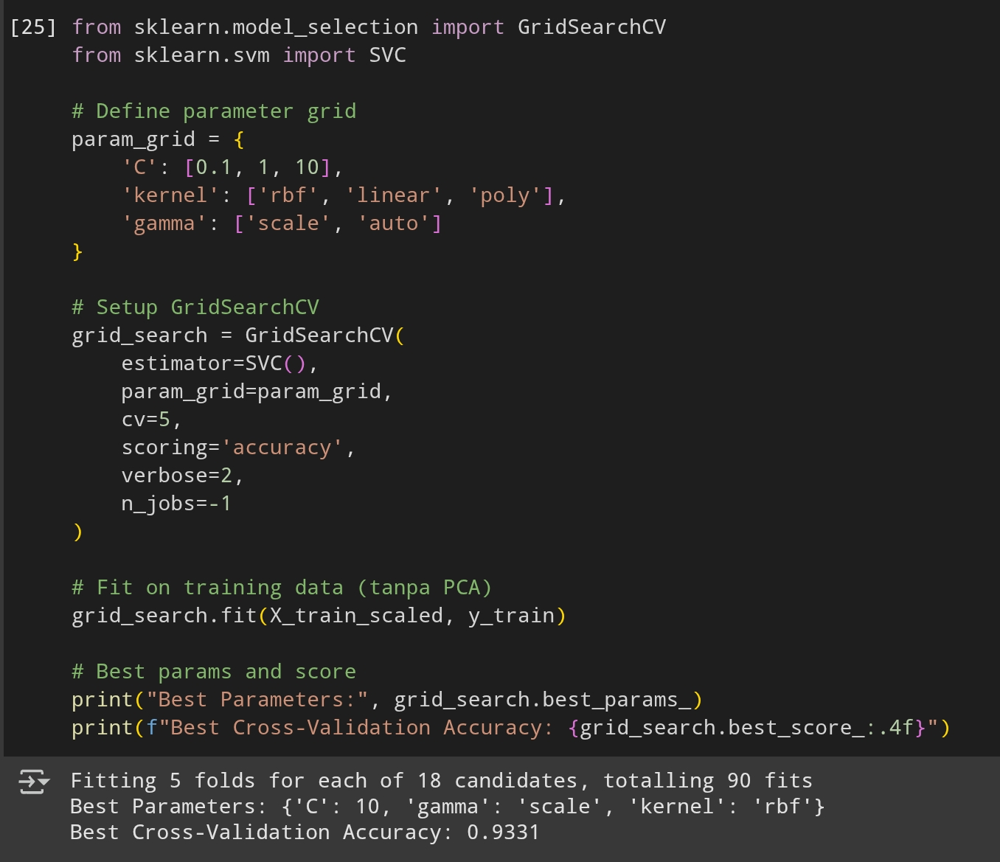 [25] from sklearn.model_selection import GridSearchCV
from sklearn.svm import SVC
# Define parameter grid
param_grid = {
    'C': [0.1, 1, 10],
    'kernel': ['rbf', 'linear', 'poly'],
    'gamma': ['scale', 'auto']
}
# Setup GridSearchCV
grid_search = GridSearchCV(
    estimator=SVC(),
    param_grid=param_grid,
    cv=5,
    scoring='accuracy',
    verbose=2,
    n_jobs=-1
)
# Fit on training data (tanpa PCA)
grid_search.fit(X_train_scaled, y_train)
# Best params and score
print("Best Parameters:", grid_search.best_params_)
print(f"Best Cross-Validation Accuracy: {grid_search.best_score_:.4f}")
Fitting 5 folds for each of 18 candidates, totalling 90 fits
Best Parameters: {'C': 10, 'gamma': 'scale', 'kernel': 'rbf'}
Best Cross-Validation Accuracy: 0.9331